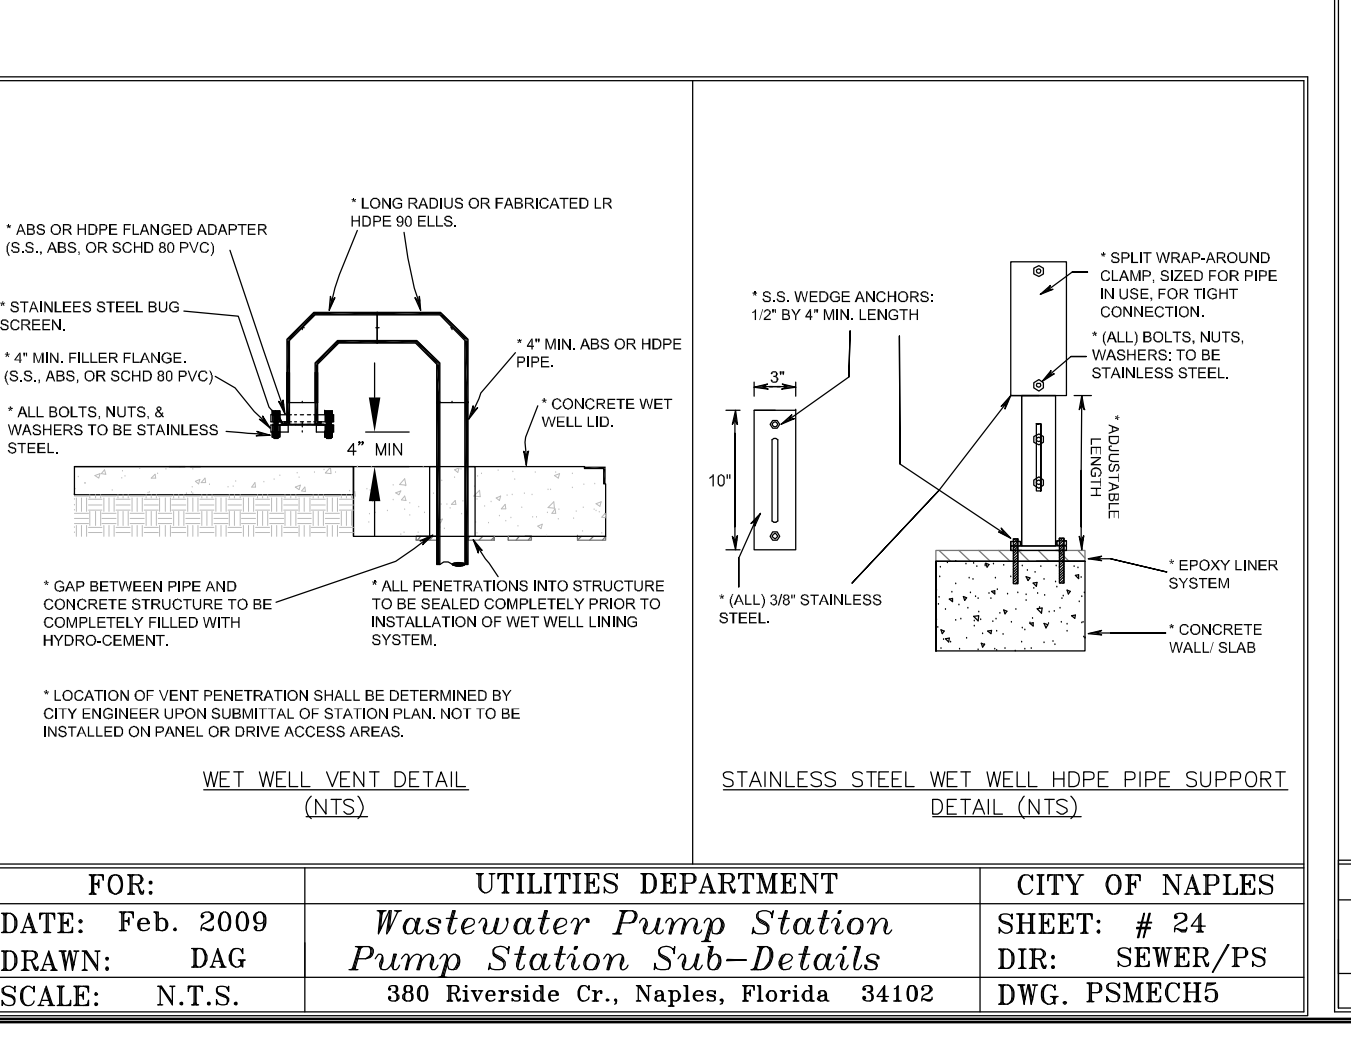 * LONG RADIUS OR FABRICATED LR
HDPE 90 ELLS.
* ABS OR HDPE FLANGED ADAPTER
(S.S., ABS, OR SCHD 80 PVC)
* STAINLEES STEEL BUG
SCREEN.
* 4" MIN. FILLER FLANGE.
(S.S., ABS, OR SCHD 80 PVC)
* ALL BOLTS, NUTS, &
WASHERS TO BE STAINLESS
STEEL.
* 4" MIN. ABS OR HDPE
PIPE.
* CONCRETE WET
WELL LID.
4" MIN
* GAP BETWEEN PIPE AND
CONCRETE STRUCTURE TO BE
COMPLETELY FILLED WITH
HYDRO-CEMENT.
* ALL PENETRATIONS INTO STRUCTURE
TO BE SEALED COMPLETELY PRIOR TO
INSTALLATION OF WET WELL LINING
SYSTEM.
* LOCATION OF VENT PENETRATION SHALL BE DETERMINED BY
CITY ENGINEER UPON SUBMITTAL OF STATION PLAN. NOT TO BE
INSTALLED ON PANEL OR DRIVE ACCESS AREAS.
WET WELL VENT DETAIL
(NTS)
* S.S. WEDGE ANCHORS:
1/2" BY 4" MIN. LENGTH
* SPLIT WRAP-AROUND
CLAMP, SIZED FOR PIPE
IN USE, FOR TIGHT
CONNECTION.
* (ALL) BOLTS, NUTS,
WASHERS: TO BE
STAINLESS STEEL.
3"
10"
* ADJUSTABLE
LENGTH
* (ALL) 3/8" STAINLESS
STEEL.
* EPOXY LINER
SYSTEM
* CONCRETE
WALL/ SLAB
STAINLESS STEEL WET WELL HDPE PIPE SUPPORT
DETAIL (NTS)
FOR:
DATE: Feb. 2009
DRAWN: DAG
SCALE: N.T.S.
UTILITIES DEPARTMENT
Wastewater Pump Station
Pump Station Sub-Details
380 Riverside Cr., Naples, Florida 34102
CITY OF NAPLES
SHEET: # 24
DIR: SEWER/PS
DWG. PSMECH5